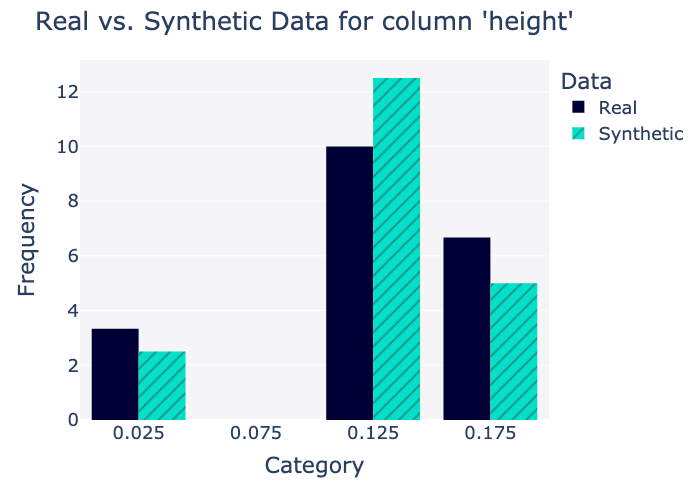 Real vs. Synthetic Data for column 'height'
Data
Real
Synthetic
12
10
8
6
4
2
0
Frequency
0.025 0.075 0.125 0.175
Category